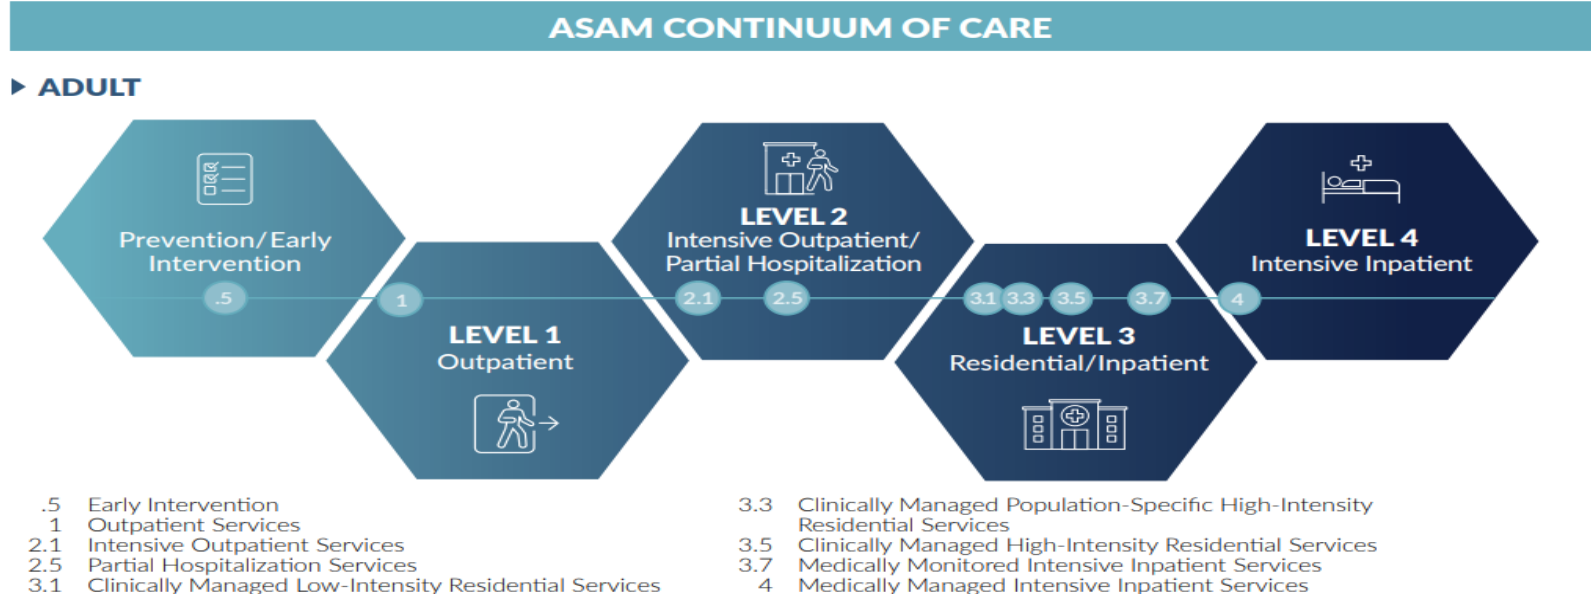 ASAM CONTINUUM OF CARE
ADULT
Prevention/Early
Intervention
.5
1
LEVEL 1
Outpatient
LEVEL 2
Intensive Outpatient/
Partial Hospitalization
2.1
2.5
3.1
3.3
3.5
3.7
LEVEL 3
Residential/Inpatient
LEVEL 4
Intensive Inpatient
4
.5 Early Intervention
1 Outpatient Services
2.1 Intensive Outpatient Services
2.5 Partial Hospitalization Services
3.1 Clinically Managed Low-Intensity Residential Services
3.3 Clinically Managed Population-Specific High-Intensity
Residential Services
3.5 Clinically Managed High-Intensity Residential Services
3.7 Medically Monitored Intensive Inpatient Services
4 Medically Managed Intensive Inpatient Services